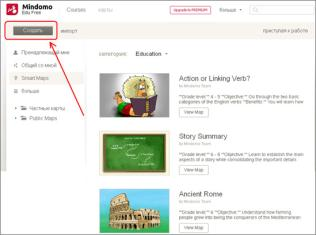 Mindomo
Edu Free
Courses
карты
Upgrade to PREMIUM
больше
Создать
импорт
приступая к работе
Принадлежащий мне
Общие со мной
Smart Maps
больше
Частные карты
Public Maps
категория:
Education
Action or Linking Verb?
by Mindomo Team
**Grade level:** 4 - 5 **Objective:** Go through the two basic
categories of the English verbs **Benefits:** You will learn how
View Map
Story Summary
by Mindomo Team
**Grade level:** 6 - 9 **Objective:** Learn to establish the main
aspects of a story while consolidating the important details
View Map
Ancient Rome
by Mindomo Team
**Grade level:** **Objective:** Understand how farming
people grew into being the conquerors of the Mediterranean
View Map